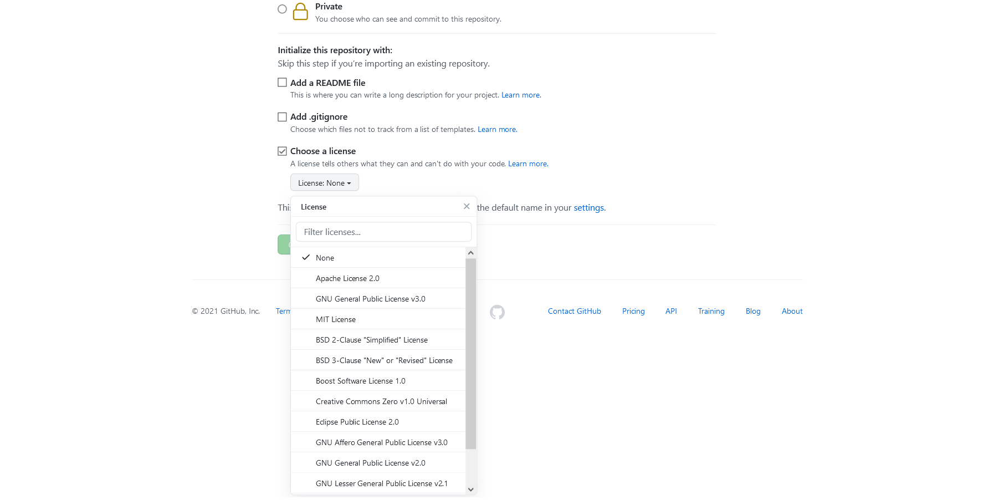 Private
You choose who can see and commit to this repository.
Initialize this repository with:
Skip this step if you’re importing an existing repository.
Add a README file
This is where you can write a long description for your project. Learn more.
Add .gitignore
Choose which files not to track from a list of templates. Learn more.
Choose a license
A license tells others what they can and can't do with your code. Learn more.
License: None
the default name in your settings.
License
Filter licenses...
None
Apache License 2.0
GNU General Public License v3.0
MIT License
BSD 2-Clause "Simplified" License
BSD 3-Clause "New" or "Revised" License
Boost Software License 1.0
Creative Commons Zero v1.0 Universal
Eclipse Public License 2.0
GNU Affero General Public License v3.0
GNU General Public License v2.0
GNU Lesser General Public License v2.1
© 2021 GitHub, Inc.
Contact GitHub Pricing API Training Blog About